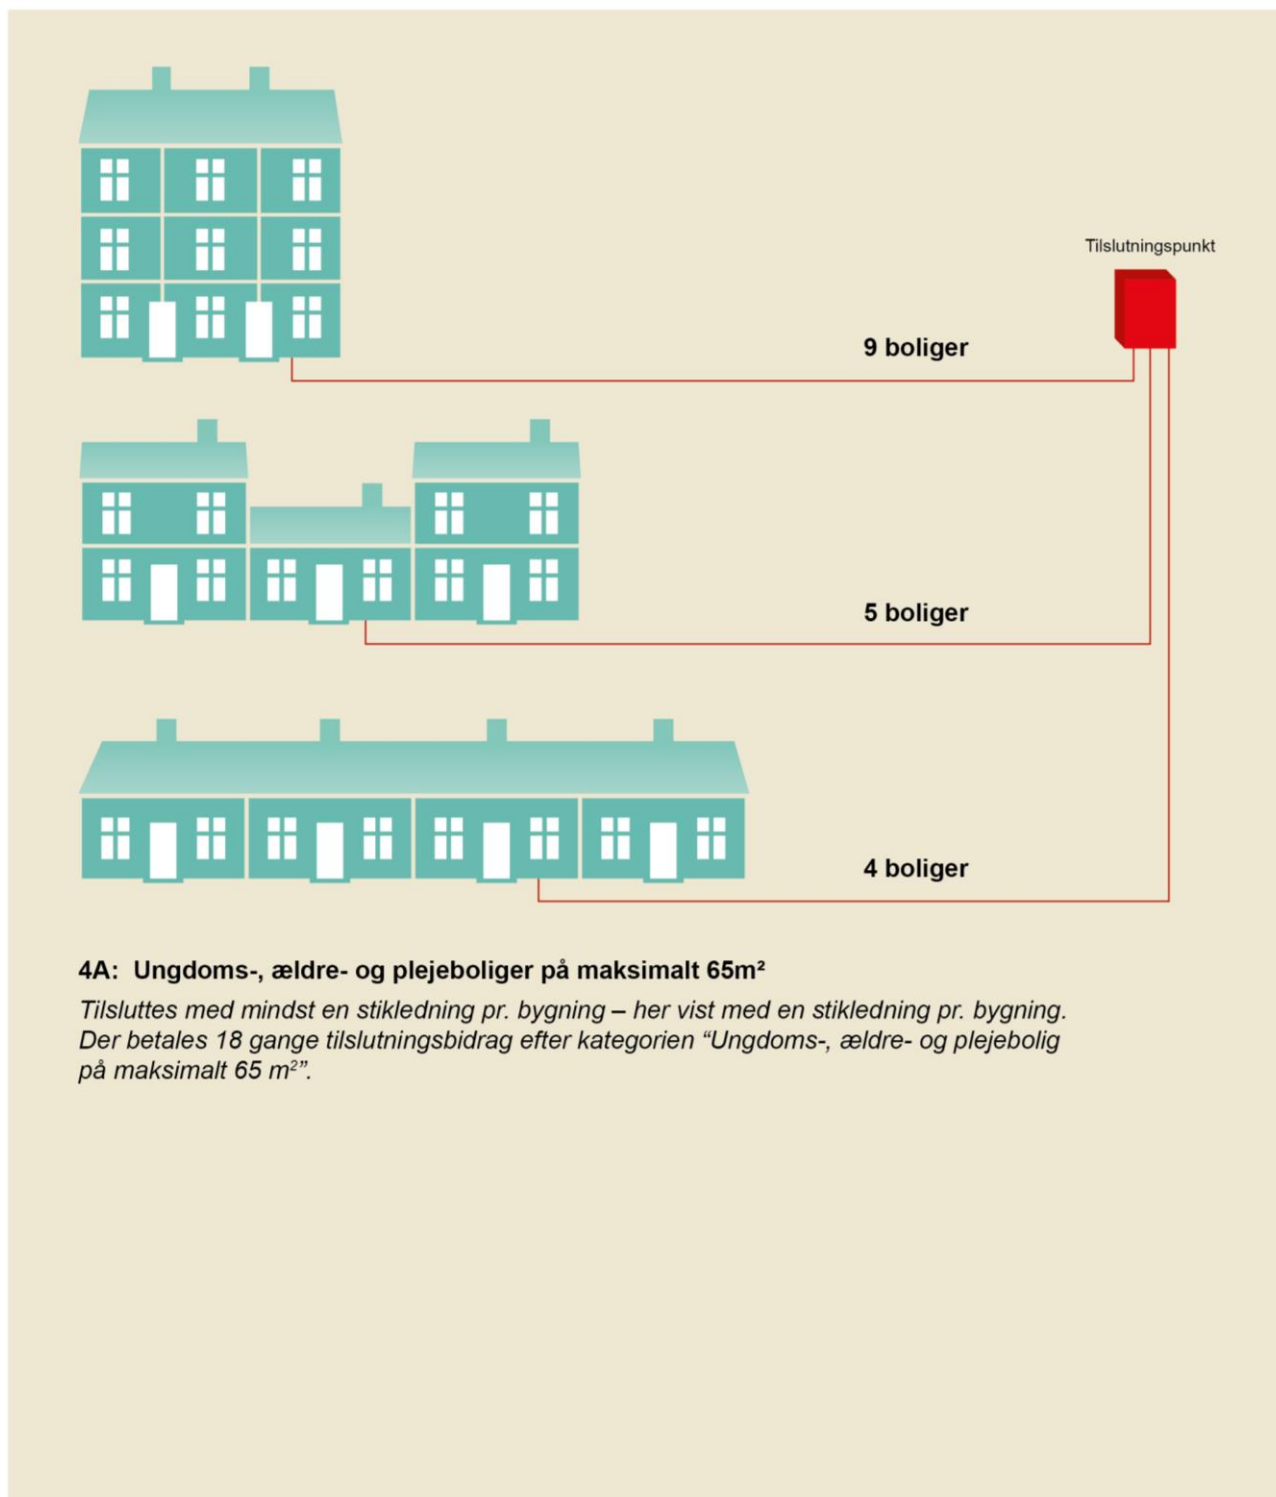 Tilslutningspunkt
9 boliger
5 boliger
4 boliger
4A: Ungdoms-, ældre- og plejeboliger på maksimalt 65m²
Tilsluttes med mindst en stikledning pr. bygning – her vist med en stikledning pr. bygning.
Der betales 18 gange tilslutningsbidrag efter kategorien “Ungdoms-, ældre- og plejebolig
på maksimalt 65 m²”.